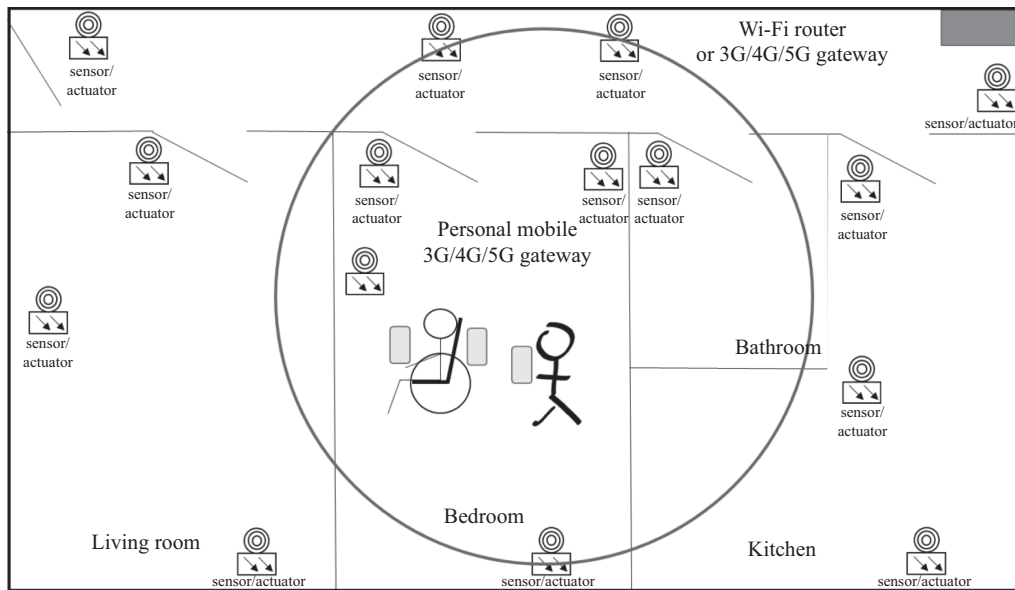 Wi-Fi router
or 3G/4G/5G gateway
sensor/
actuator
sensor/
actuator
sensor/
actuator
sensor/actuator
sensor/
actuator
sensor/
actuator
sensor/
actuator
sensor/
actuator
sensor/
actuator
Personal mobile
3G/4G/5G gateway
sensor/
actuator
Bathroom
sensor/
actuator
Living room
Bedroom
Kitchen
sensor/actuator
sensor/actuator
sensor/actuator